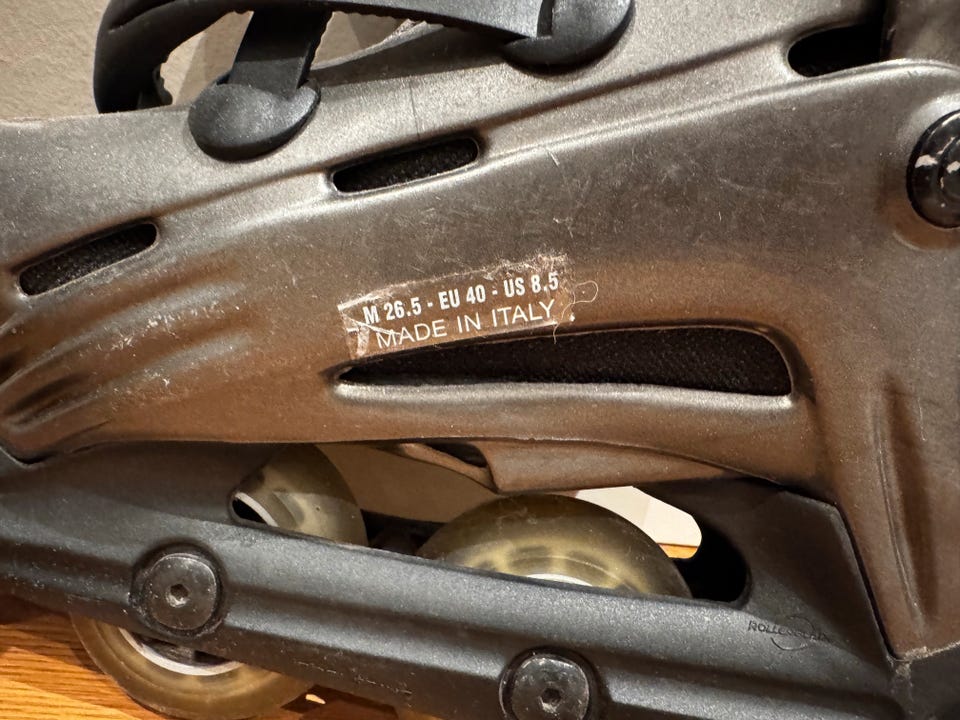 M 26.5 - EU 40 - US 8.5
MADE IN ITALY
ROLLERBLADE